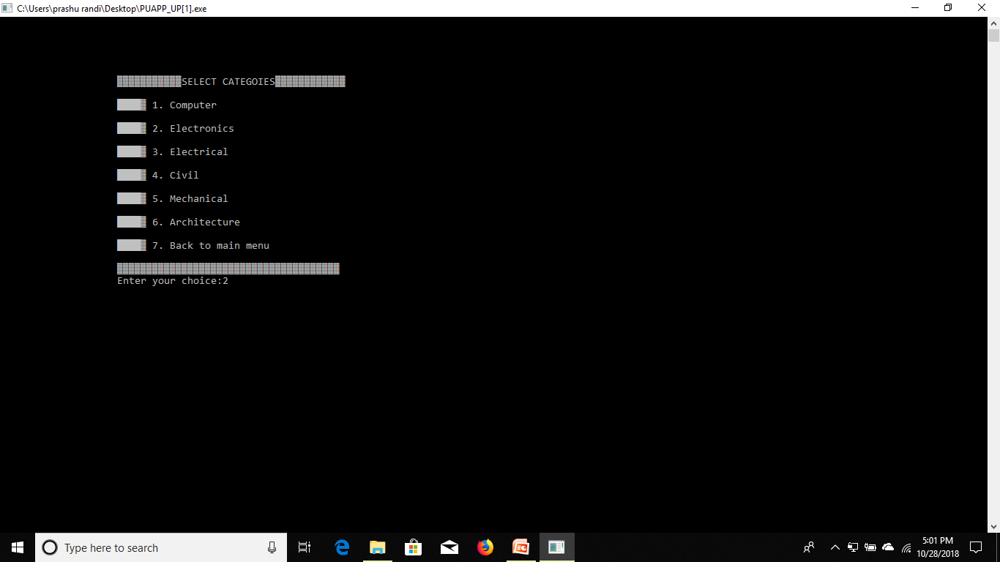 C:\Users\prashu randi\Desktop\PUAPP_UP[1].exe
SELECT CATEGOIES
1. Computer
2. Electronics
3. Electrical
4. Civil
5. Mechanical
6. Architecture
7. Back to main menu
Enter your choice:2
Type here to search
5:01 PM
10/28/2018